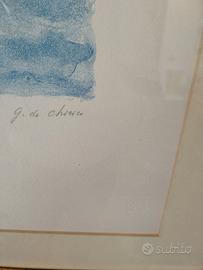 G. de Chirico
subito